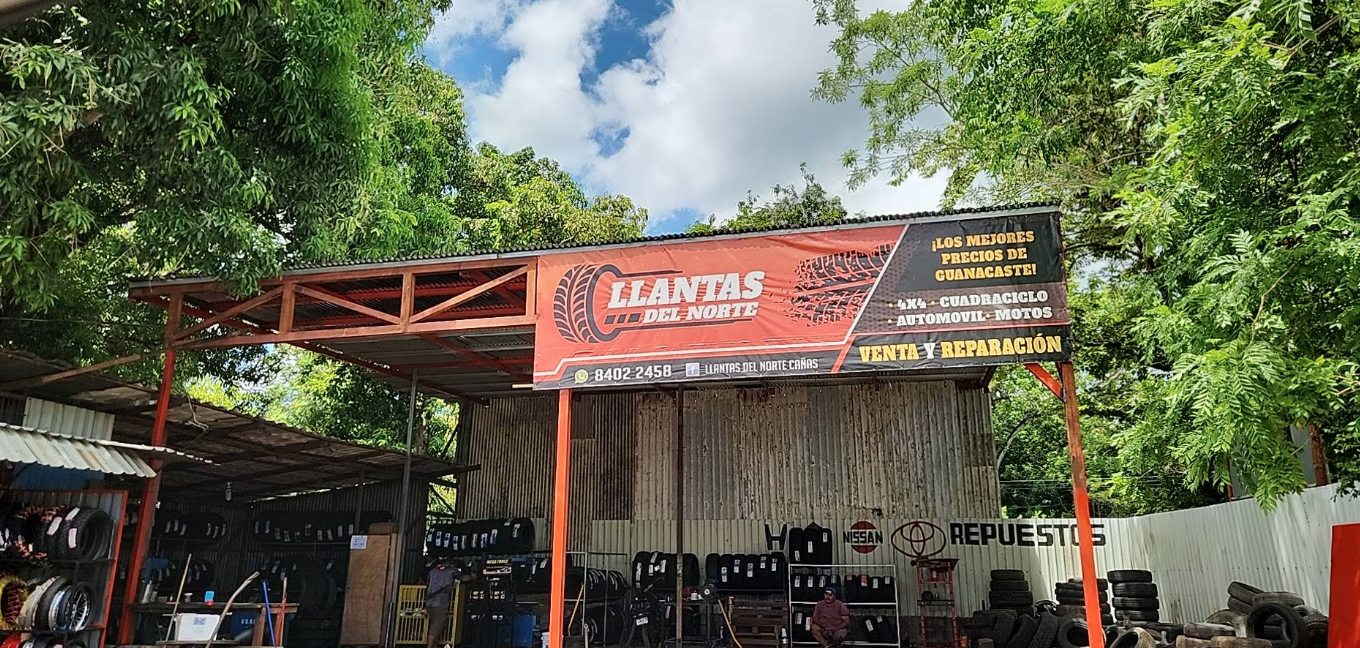 LLANTAS
DEL NORTE
8402 2458
LLANTAS DEL NORTE CAÑAS
¡LOS MEJORES
PRECIOS DE
GUANACASTE!
· 4X4 · CUADRACICLO
· AUTOMOVIL · MOTOS
VENTA Y REPARACIÓN
NISSAN
REPUESTOS